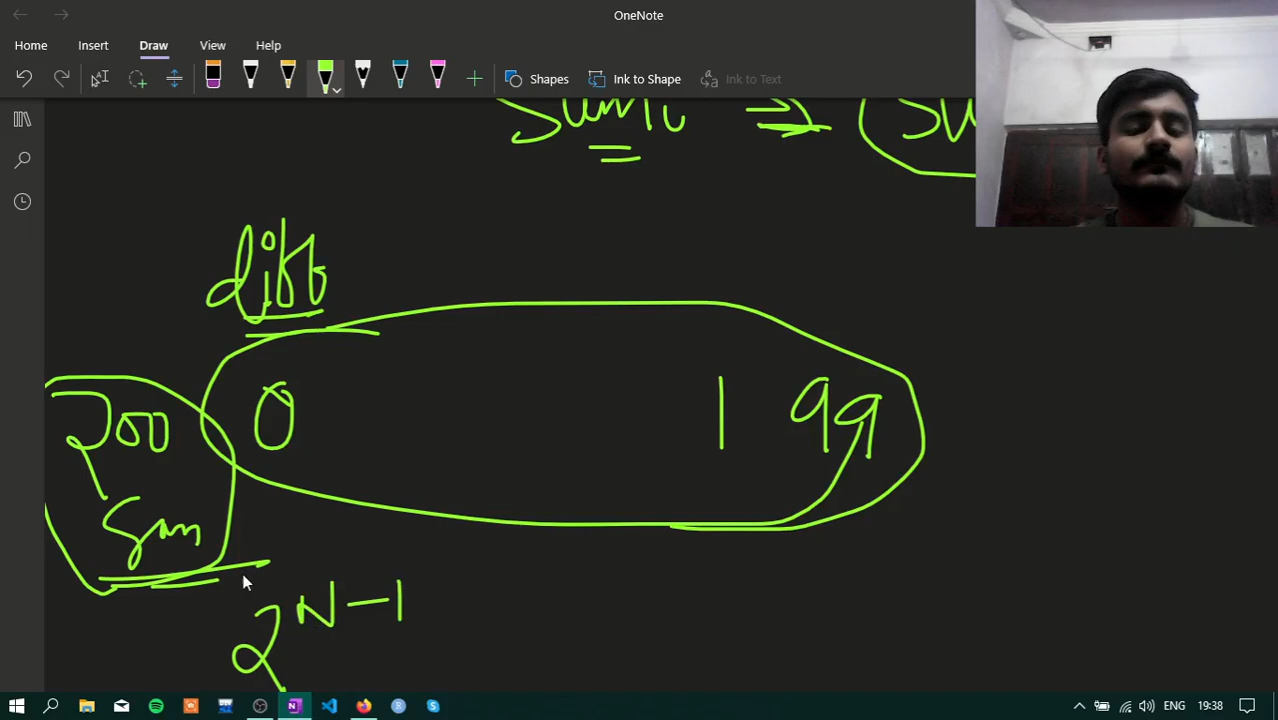 OneNote
Home Insert Draw View Help
Shapes Ink to Shape Ink to Text
diff
200 0 1 99
Sum
2^N-1
ENG 19:38